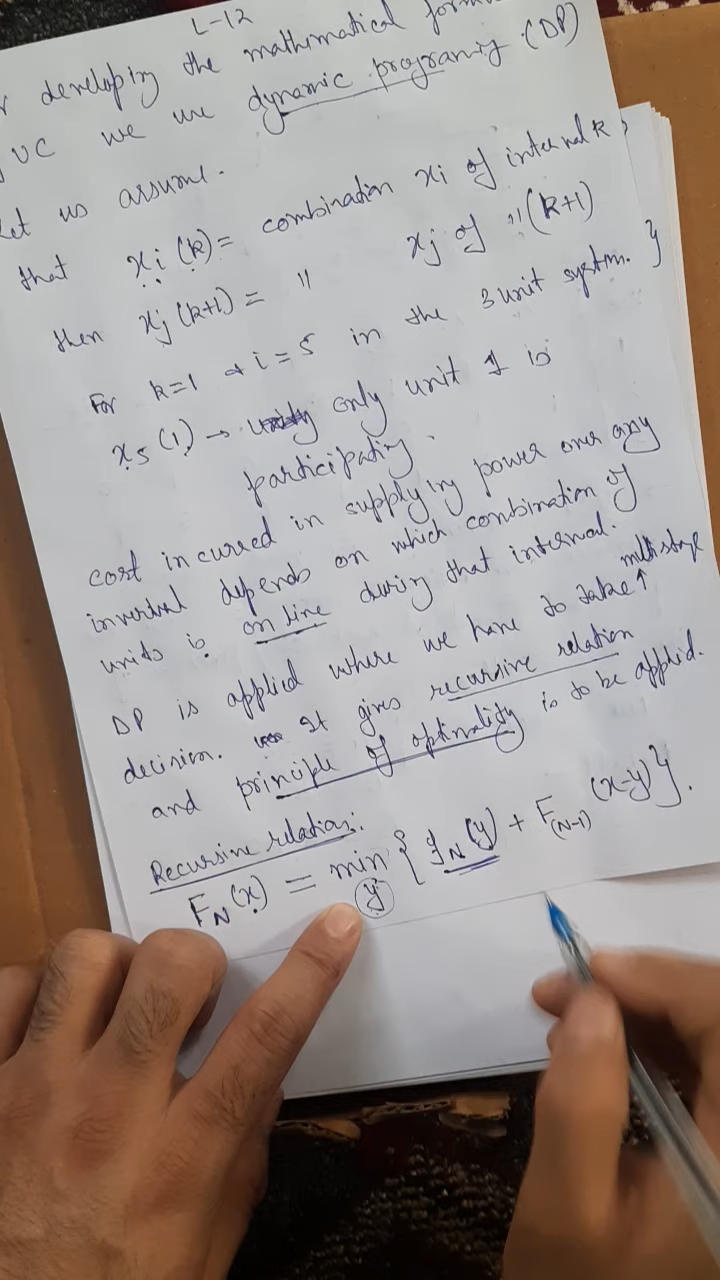 L-12
developing the mathematical
UC we use dynamic programing (DP)
Let us assume.
that xi (k) = combination xi of interval k,
then xj (k+1) = " xj of " (k+1)
For k=1 & i=5 in the 3 unit system. }
x5 (1) → only unit 1 is
participating.
cost incurred in supplying power over any
interval depends on which combination of
units is on line during that interval.
DP is applied where we have to take ↑ multistage
decision. It gives recursive relation
and principle of optimality is to be applied.
Recursive relation:
FN(x) = min y { gN(y) + F(N-1) (x-y) }.